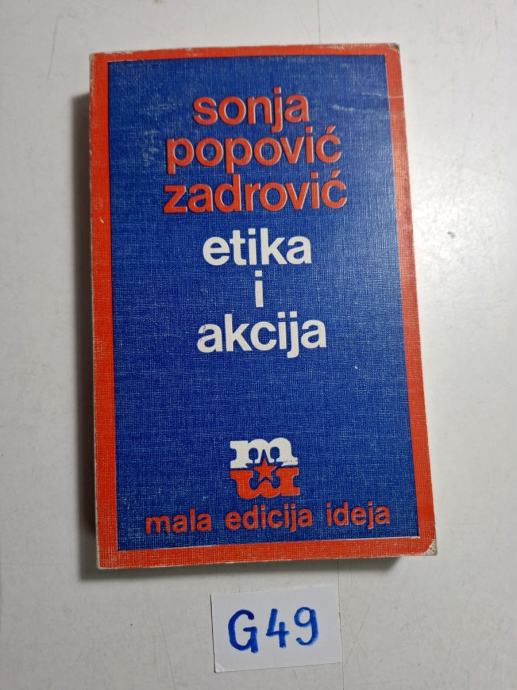 sonja
popović
zadrović
etika
i
akcija
m
mala edicija ideja
G49